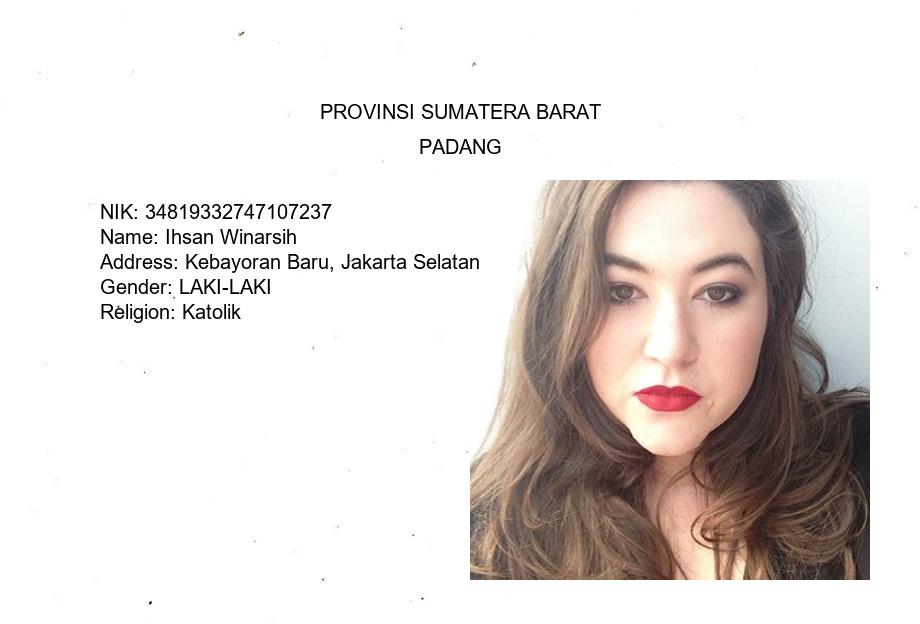 PROVINSI SUMATERA BARAT
PADANG
NIK: 34819332747107237
Name: Ihsan Winarsih
Address: Kebayoran Baru, Jakarta Selatan
Gender: LAKI-LAKI
Religion: Katolik